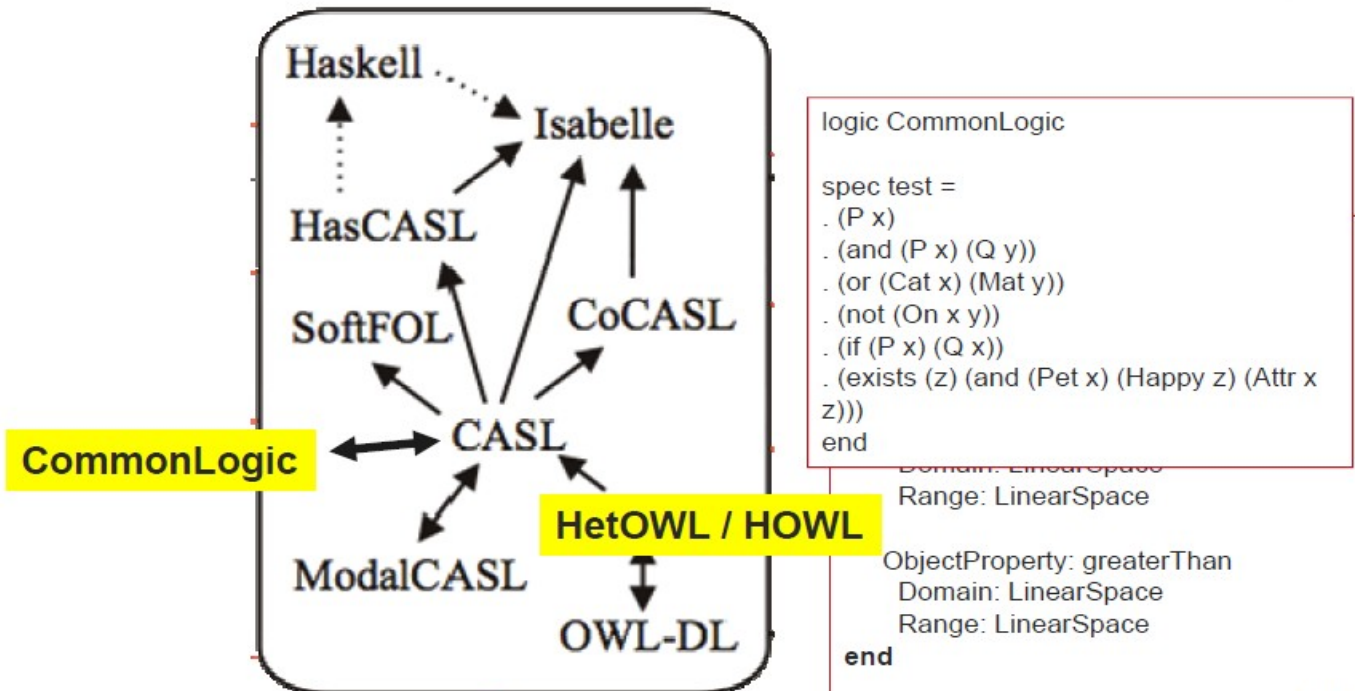 Haskell
Isabelle
HasCASL
SoftFOL
CoCASL
CASL
CommonLogic
HetOWL / HOWL
ModalCASL
OWL-DL
logic CommonLogic
spec test =
. (P x)
. (and (P x) (Q y))
. (or (Cat x) (Mat y))
. (not (On x y))
. (if (P x) (Q x))
. (exists (z) (and (Pet x) (Happy z) (Attr x
z)))
end
Domain: LinearSpace
Range: LinearSpace
ObjectProperty: greaterThan
Domain: LinearSpace
Range: LinearSpace
end